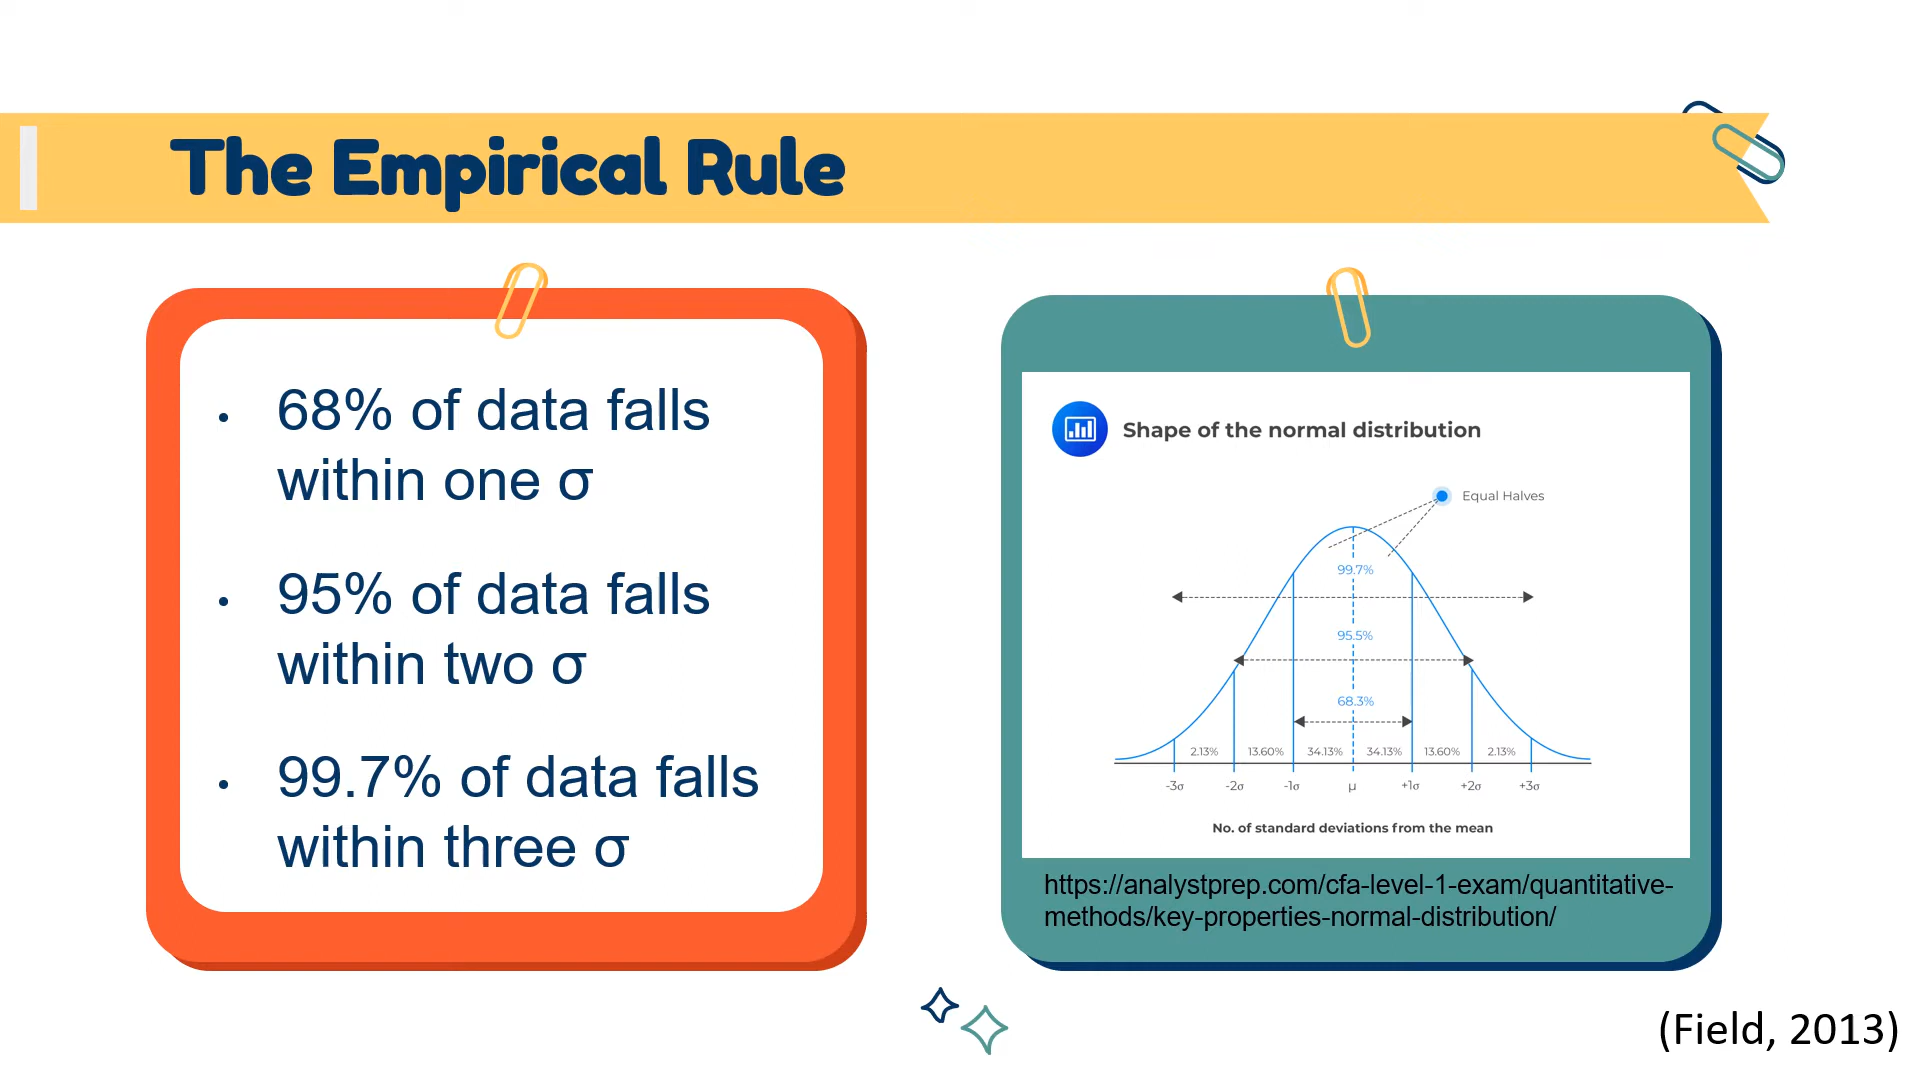 The Empirical Rule
• 68% of data falls
within one σ
• 95% of data falls
within two σ
• 99.7% of data falls
within three σ
Shape of the normal distribution
Equal Halves
99.7%
95.5%
68.3%
2.13% 13.60% 34.13% 34.13% 13.60% 2.13%
-3σ -2σ -1σ μ +1σ +2σ +3σ
No. of standard deviations from the mean
https://analystprep.com/cfa-level-1-exam/quantitative-
methods/key-properties-normal-distribution/
(Field, 2013)